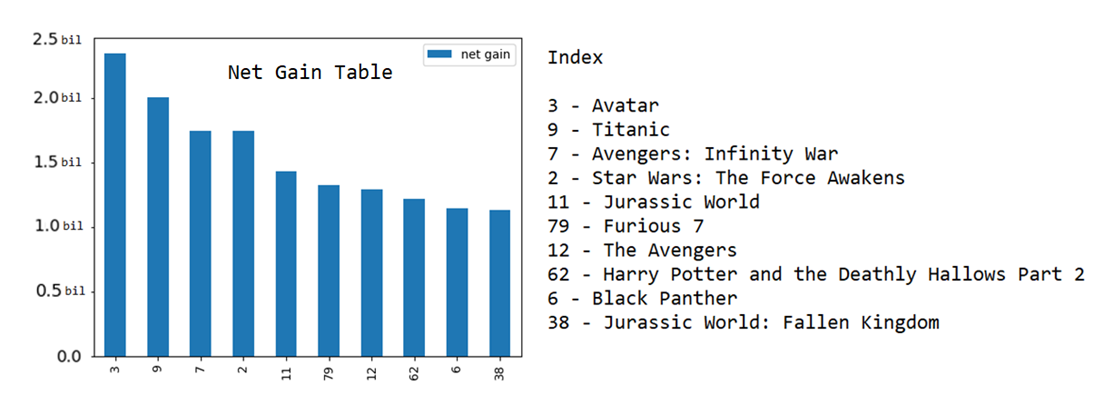 2.5 bil
2.0 bil
1.5 bil
1.0 bil
0.5 bil
0.0
Net Gain Table
net gain
3 9 7 2 11 79 12 62 6 38
Index
3 - Avatar
9 - Titanic
7 - Avengers: Infinity War
2 - Star Wars: The Force Awakens
11 - Jurassic World
79 - Furious 7
12 - The Avengers
62 - Harry Potter and the Deathly Hallows Part 2
6 - Black Panther
38 - Jurassic World: Fallen Kingdom